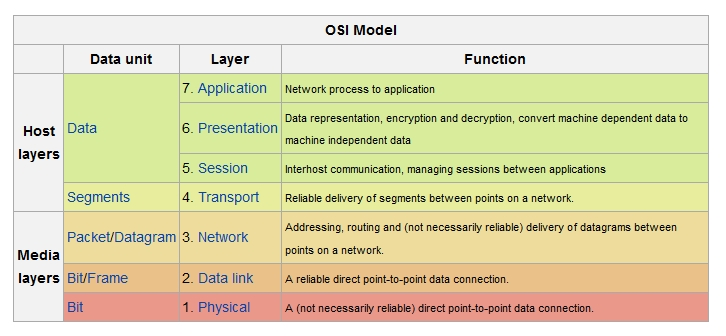 OSI Model
Data unit Layer Function
Host layers
Data
7. Application Network process to application
6. Presentation Data representation, encryption and decryption, convert machine dependent data to
machine independent data
5. Session Interhost communication, managing sessions between applications
Segments 4. Transport Reliable delivery of segments between points on a network.
Media layers
Packet/Datagram 3. Network Addressing, routing and (not necessarily reliable) delivery of datagrams between
points on a network.
Bit/Frame 2. Data link A reliable direct point-to-point data connection.
Bit 1. Physical A (not necessarily reliable) direct point-to-point data connection.